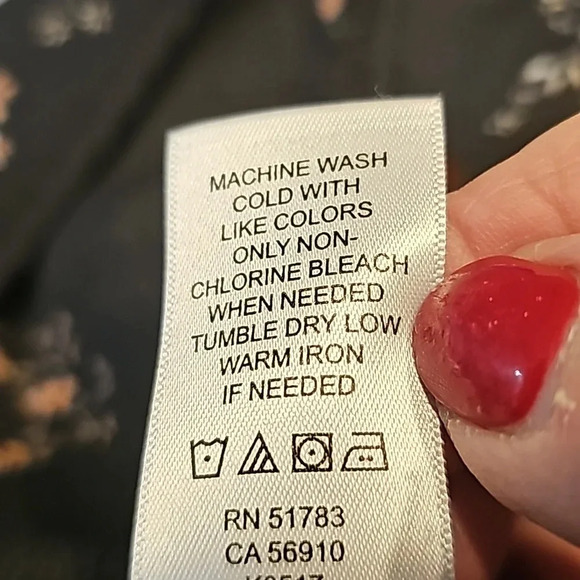 MACHINE WASH
COLD WITH
LIKE COLORS
ONLY NON-
CHLORINE BLEACH
WHEN NEEDED
TUMBLE DRY LOW
WARM IRON
IF NEEDED
RN 51783
CA 56910